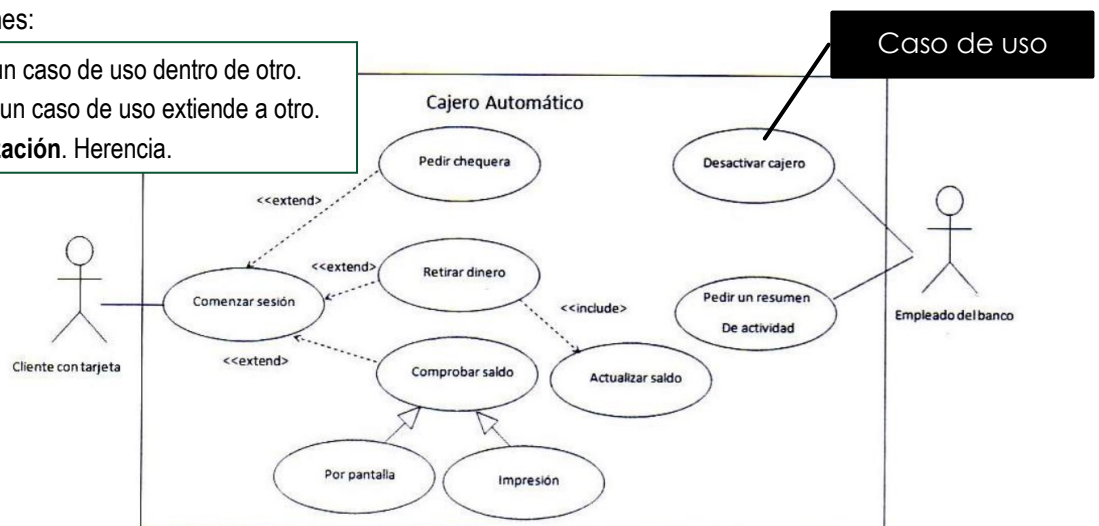 nes:
un caso de uso dentro de otro.
un caso de uso extiende a otro.
zación. Herencia.
Caso de uso
Cajero Automático
Pedir chequera
Desactivar cajero
<<extend>
<<extend>
Retirar dinero
Comenzar sesión
<<include>
Pedir un resumen
De actividad
Empleado del banco
Cliente con tarjeta
<<extend>
Comprobar saldo
Actualizar saldo
Por pantalla
Impresión